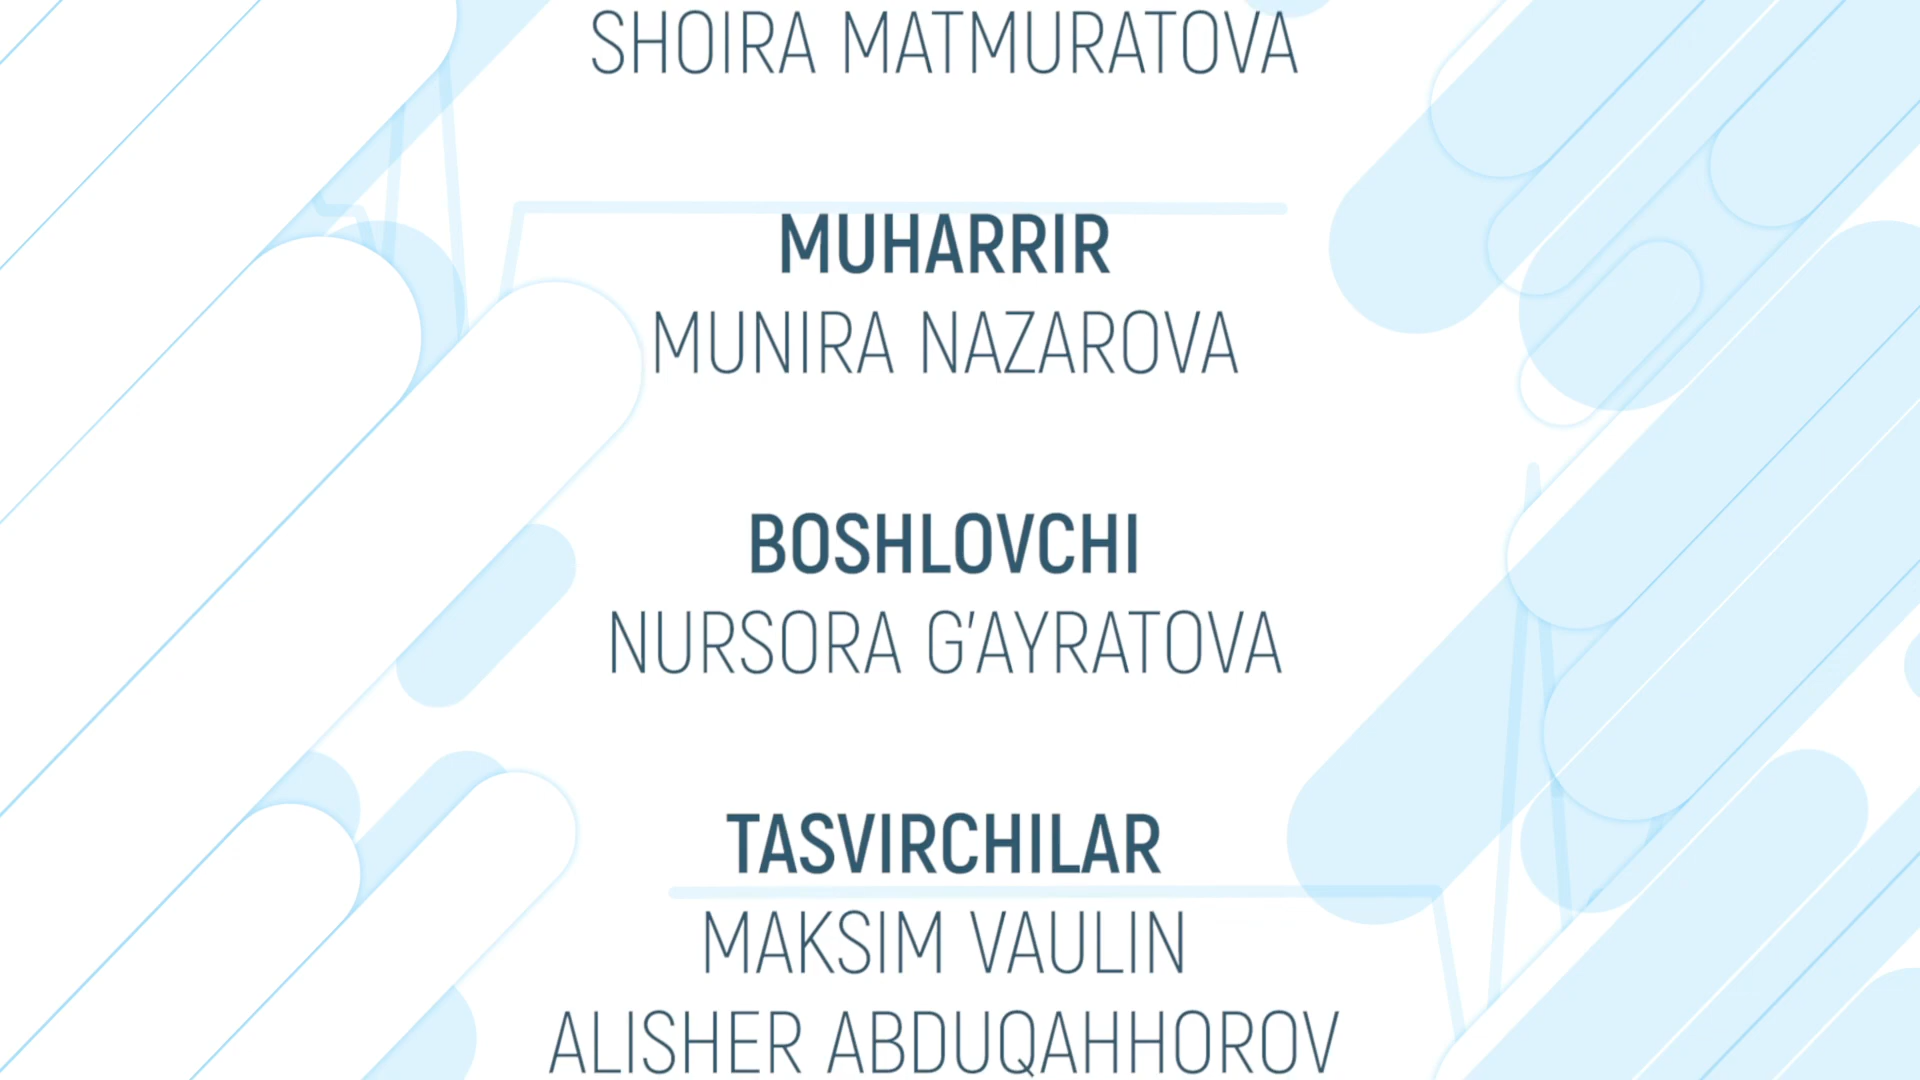 SHOIRA MATMURATOVA
MUHARRIR
MUNIRA NAZAROVA
BOSHLOVCHI
NURSORA G'AYRATOVA
TASVIRCHILAR
MAKSIM VAULIN
ALISHER ABDUQAHHOROV